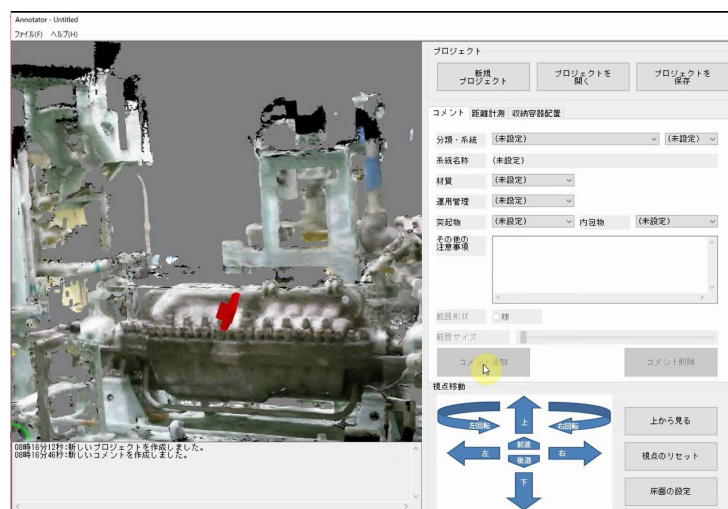 Annotator - Untitled
ファイル(F) ヘルプ(H)
プロジェクト
新規
プロジェクト
プロジェクトを
開く
プロジェクトを
保存
コメント 距離計測 収納容器配置
分類・系統 (未設定) (未設定)
系統名称 (未設定)
材質 (未設定)
運用管理 (未設定)
突起物 (未設定) 内包物 (未設定)
その他の
注意事項
範囲形状 球
範囲サイズ
コメント追加 コメント削除
視点移動
左回転 上 右回転
前進
左 右
後退
下
上から見る
視点のリセット
床面の設定
08時16分12秒:新しいプロジェクトを作成しました。
08時16分46秒:新しいコメントを作成しました。